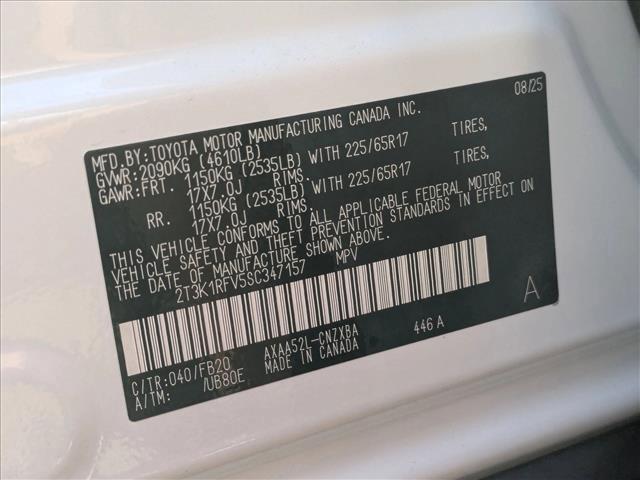 08/25
MFD.BY:TOYOTA MOTOR MANUFACTURING CANADA INC.
GVWR:2090KG (4610LB)
GAWR:FRT. 1150KG (2535LB) WITH 225/65R17 TIRES,
17X7.0J RIMS.
RR. 1150KG (2535LB) WITH 225/65R17 TIRES,
17X7.0J RIMS.
THIS VEHICLE CONFORMS TO ALL APPLICABLE FEDERAL MOTOR
VEHICLE SAFETY AND THEFT PREVENTION STANDARDS IN EFFECT ON
THE DATE OF MANUFACTURE SHOWN ABOVE.
2T3K1RFV5SC347157 MPV
A
C/TR:040/FB20 AXAA52L-CNZXBA 446A
A/TM: /UB80E MADE IN CANADA